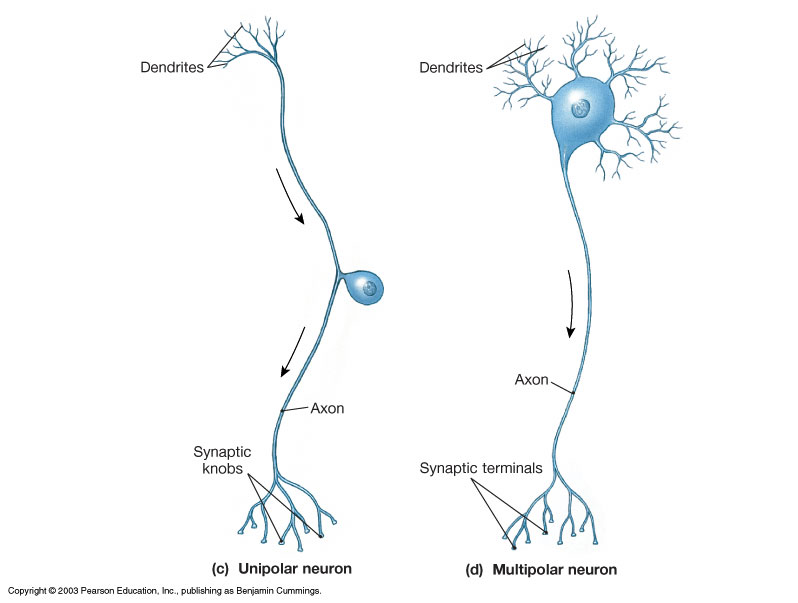 Dendrites
Axon
Synaptic
knobs
(c) Unipolar neuron
Dendrites
Axon
Synaptic terminals
(d) Multipolar neuron
Copyright © 2003 Pearson Education, Inc., publishing as Benjamin Cummings.